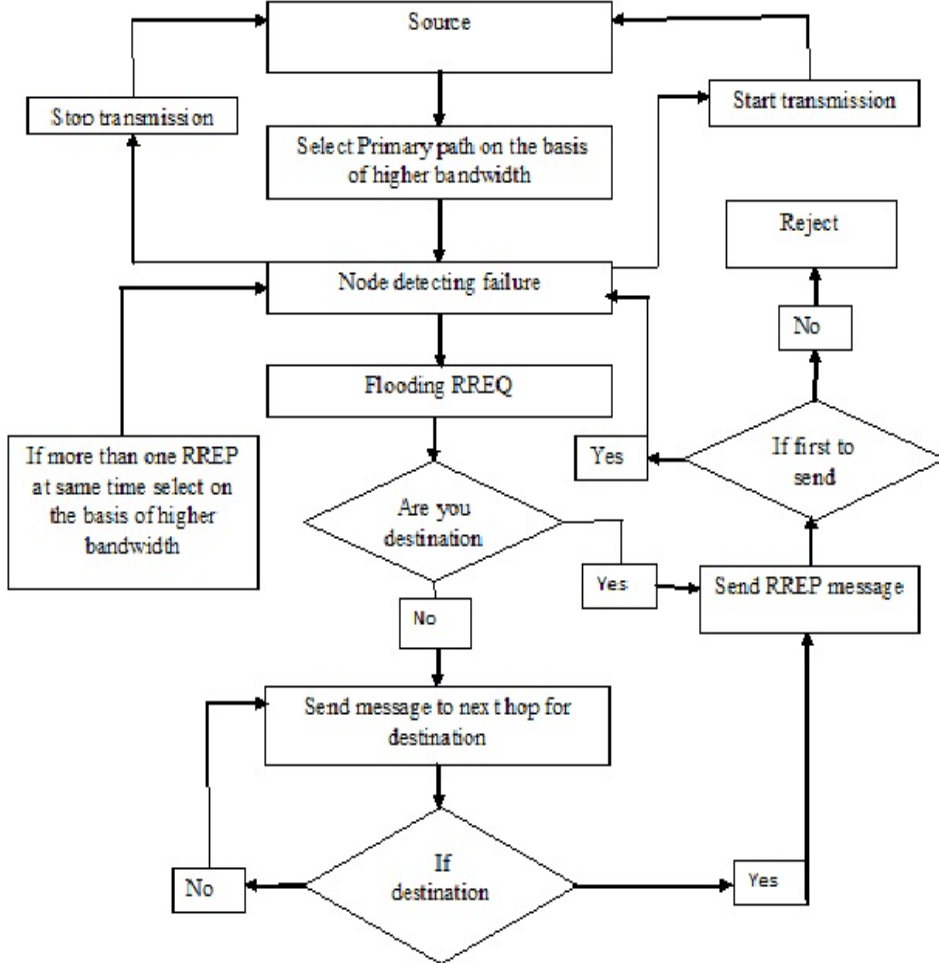 Source
Stop transmission
Start transmission
Select Primary path on the basis
of higher bandwidth
Reject
Node detecting failure
No
Flooding RREQ
If more than one RREP
at same time select on
the basis of higher
bandwidth
Yes
If first to
send
Are you
destination
Yes
Send RREP message
No
Send message to next hop for
destination
If
destination
No
Yes